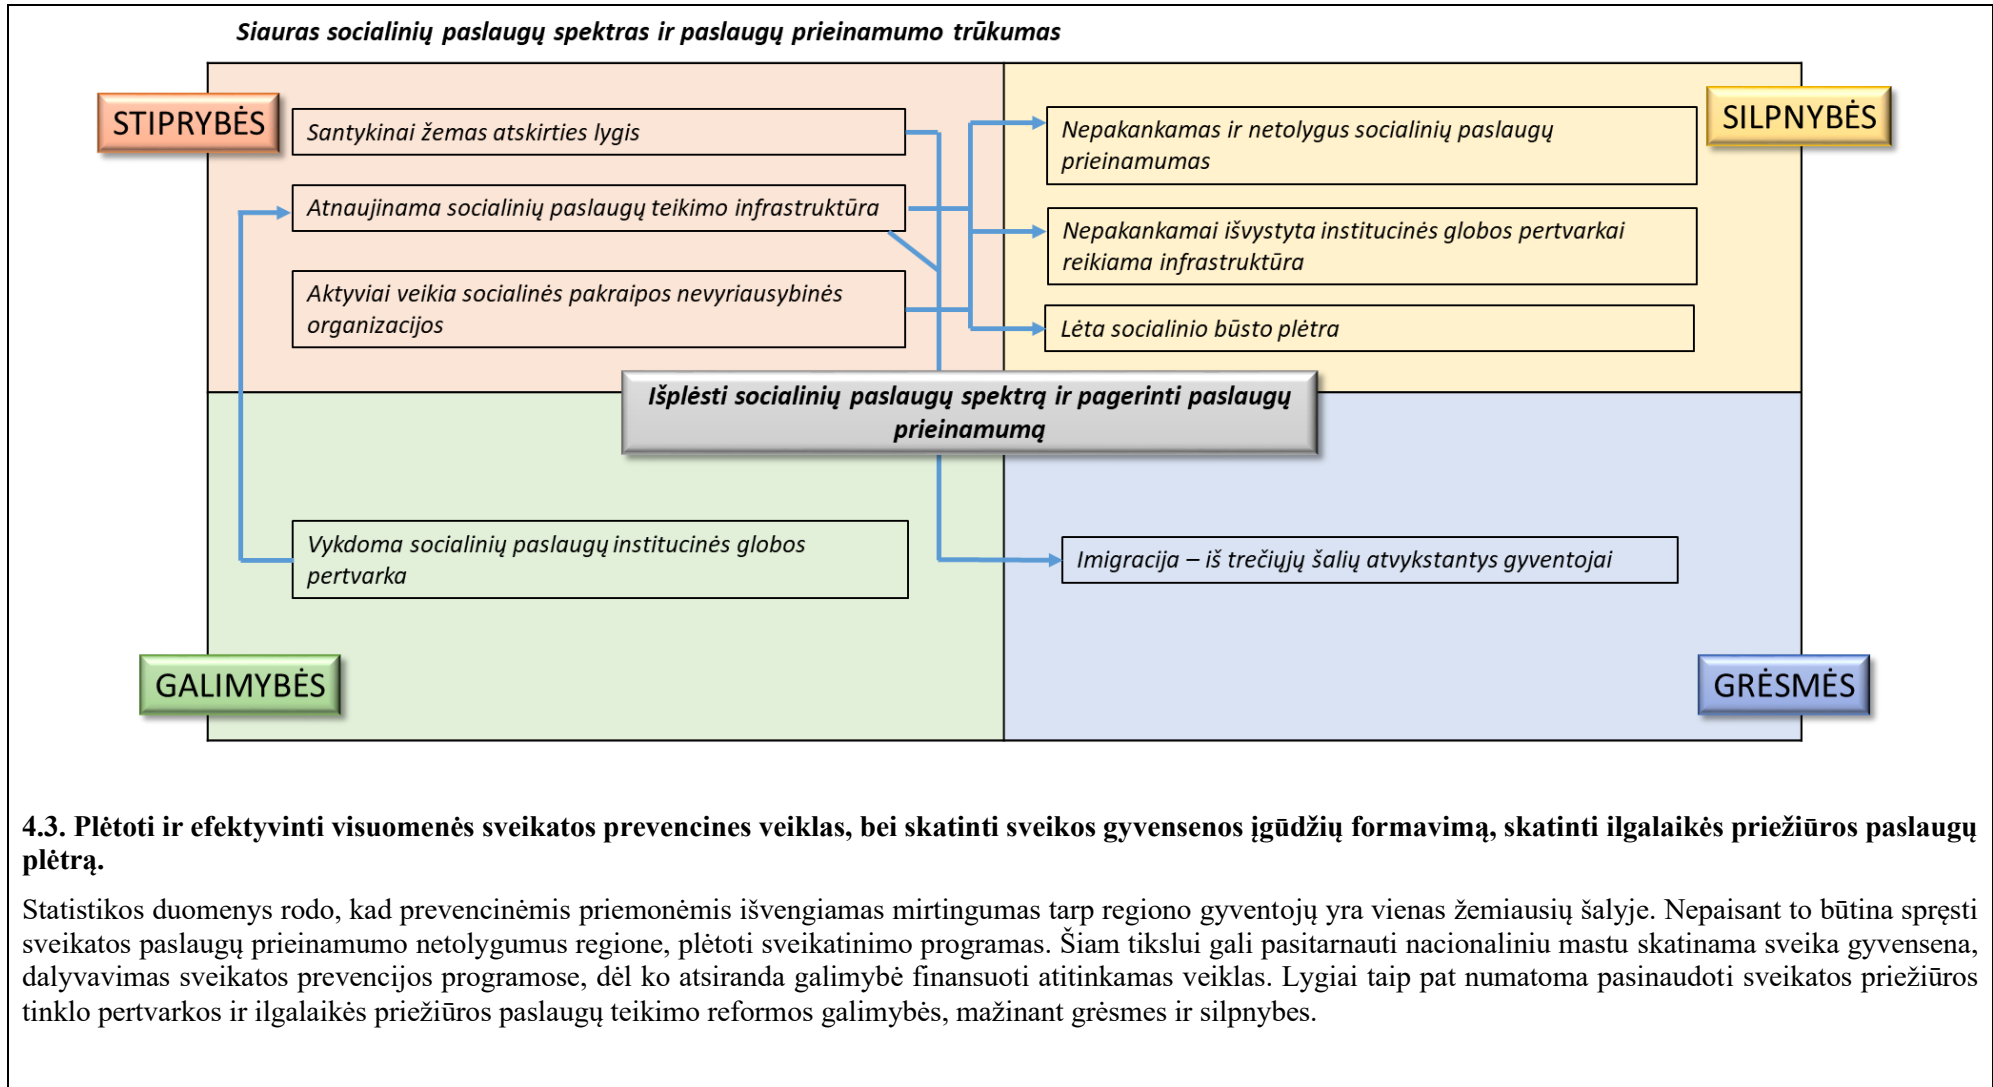 Siauras socialinių paslaugų spektras ir paslaugų prieinamumo trūkumas
STIPRYBĖS
Santykinai žemas atskirties lygis
Atnaujinama socialinių paslaugų teikimo infrastruktūra
Aktyviai veikia socialinės pakraipos nevyriausybinės
organizacijos
SILPNYBĖS
Nepakankamas ir netolygus socialinių paslaugų
prieinamumas
Nepakankamai išvystyta institucinės globos pertvarkai
reikiama infrastruktūra
Lėta socialinio būsto plėtra
Išplėsti socialinių paslaugų spektrą ir pagerinti paslaugų
prieinamumą
Vykdoma socialinių paslaugų institucinės globos
pertvarka
GALIMYBĖS
Imigracija – iš trečiųjų šalių atvykstantys gyventojai
GRĖSMĖS
4.3. Plėtoti ir efektyvinti visuomenės sveikatos prevencines veiklas, bei skatinti sveikos gyvensenos įgūdžių formavimą, skatinti ilgalaikės priežiūros paslaugų
plėtrą.
Statistikos duomenys rodo, kad prevencinėmis priemonėmis išvengiamas mirtingumas tarp regiono gyventojų yra vienas žemiausių šalyje. Nepaisant to būtina spręsti
sveikatos paslaugų prieinamumo netolygumus regione, plėtoti sveikatinimo programas. Šiam tikslui gali pasitarnauti nacionaliniu mastu skatinama sveika gyvensena,
dalyvavimas sveikatos prevencijos programose, dėl ko atsiranda galimybė finansuoti atitinkamas veiklas. Lygiai taip pat numatoma pasinaudoti sveikatos priežiūros
tinklo pertvarkos ir ilgalaikės priežiūros paslaugų teikimo reformos galimybės, mažinant grėsmes ir silpnybes.